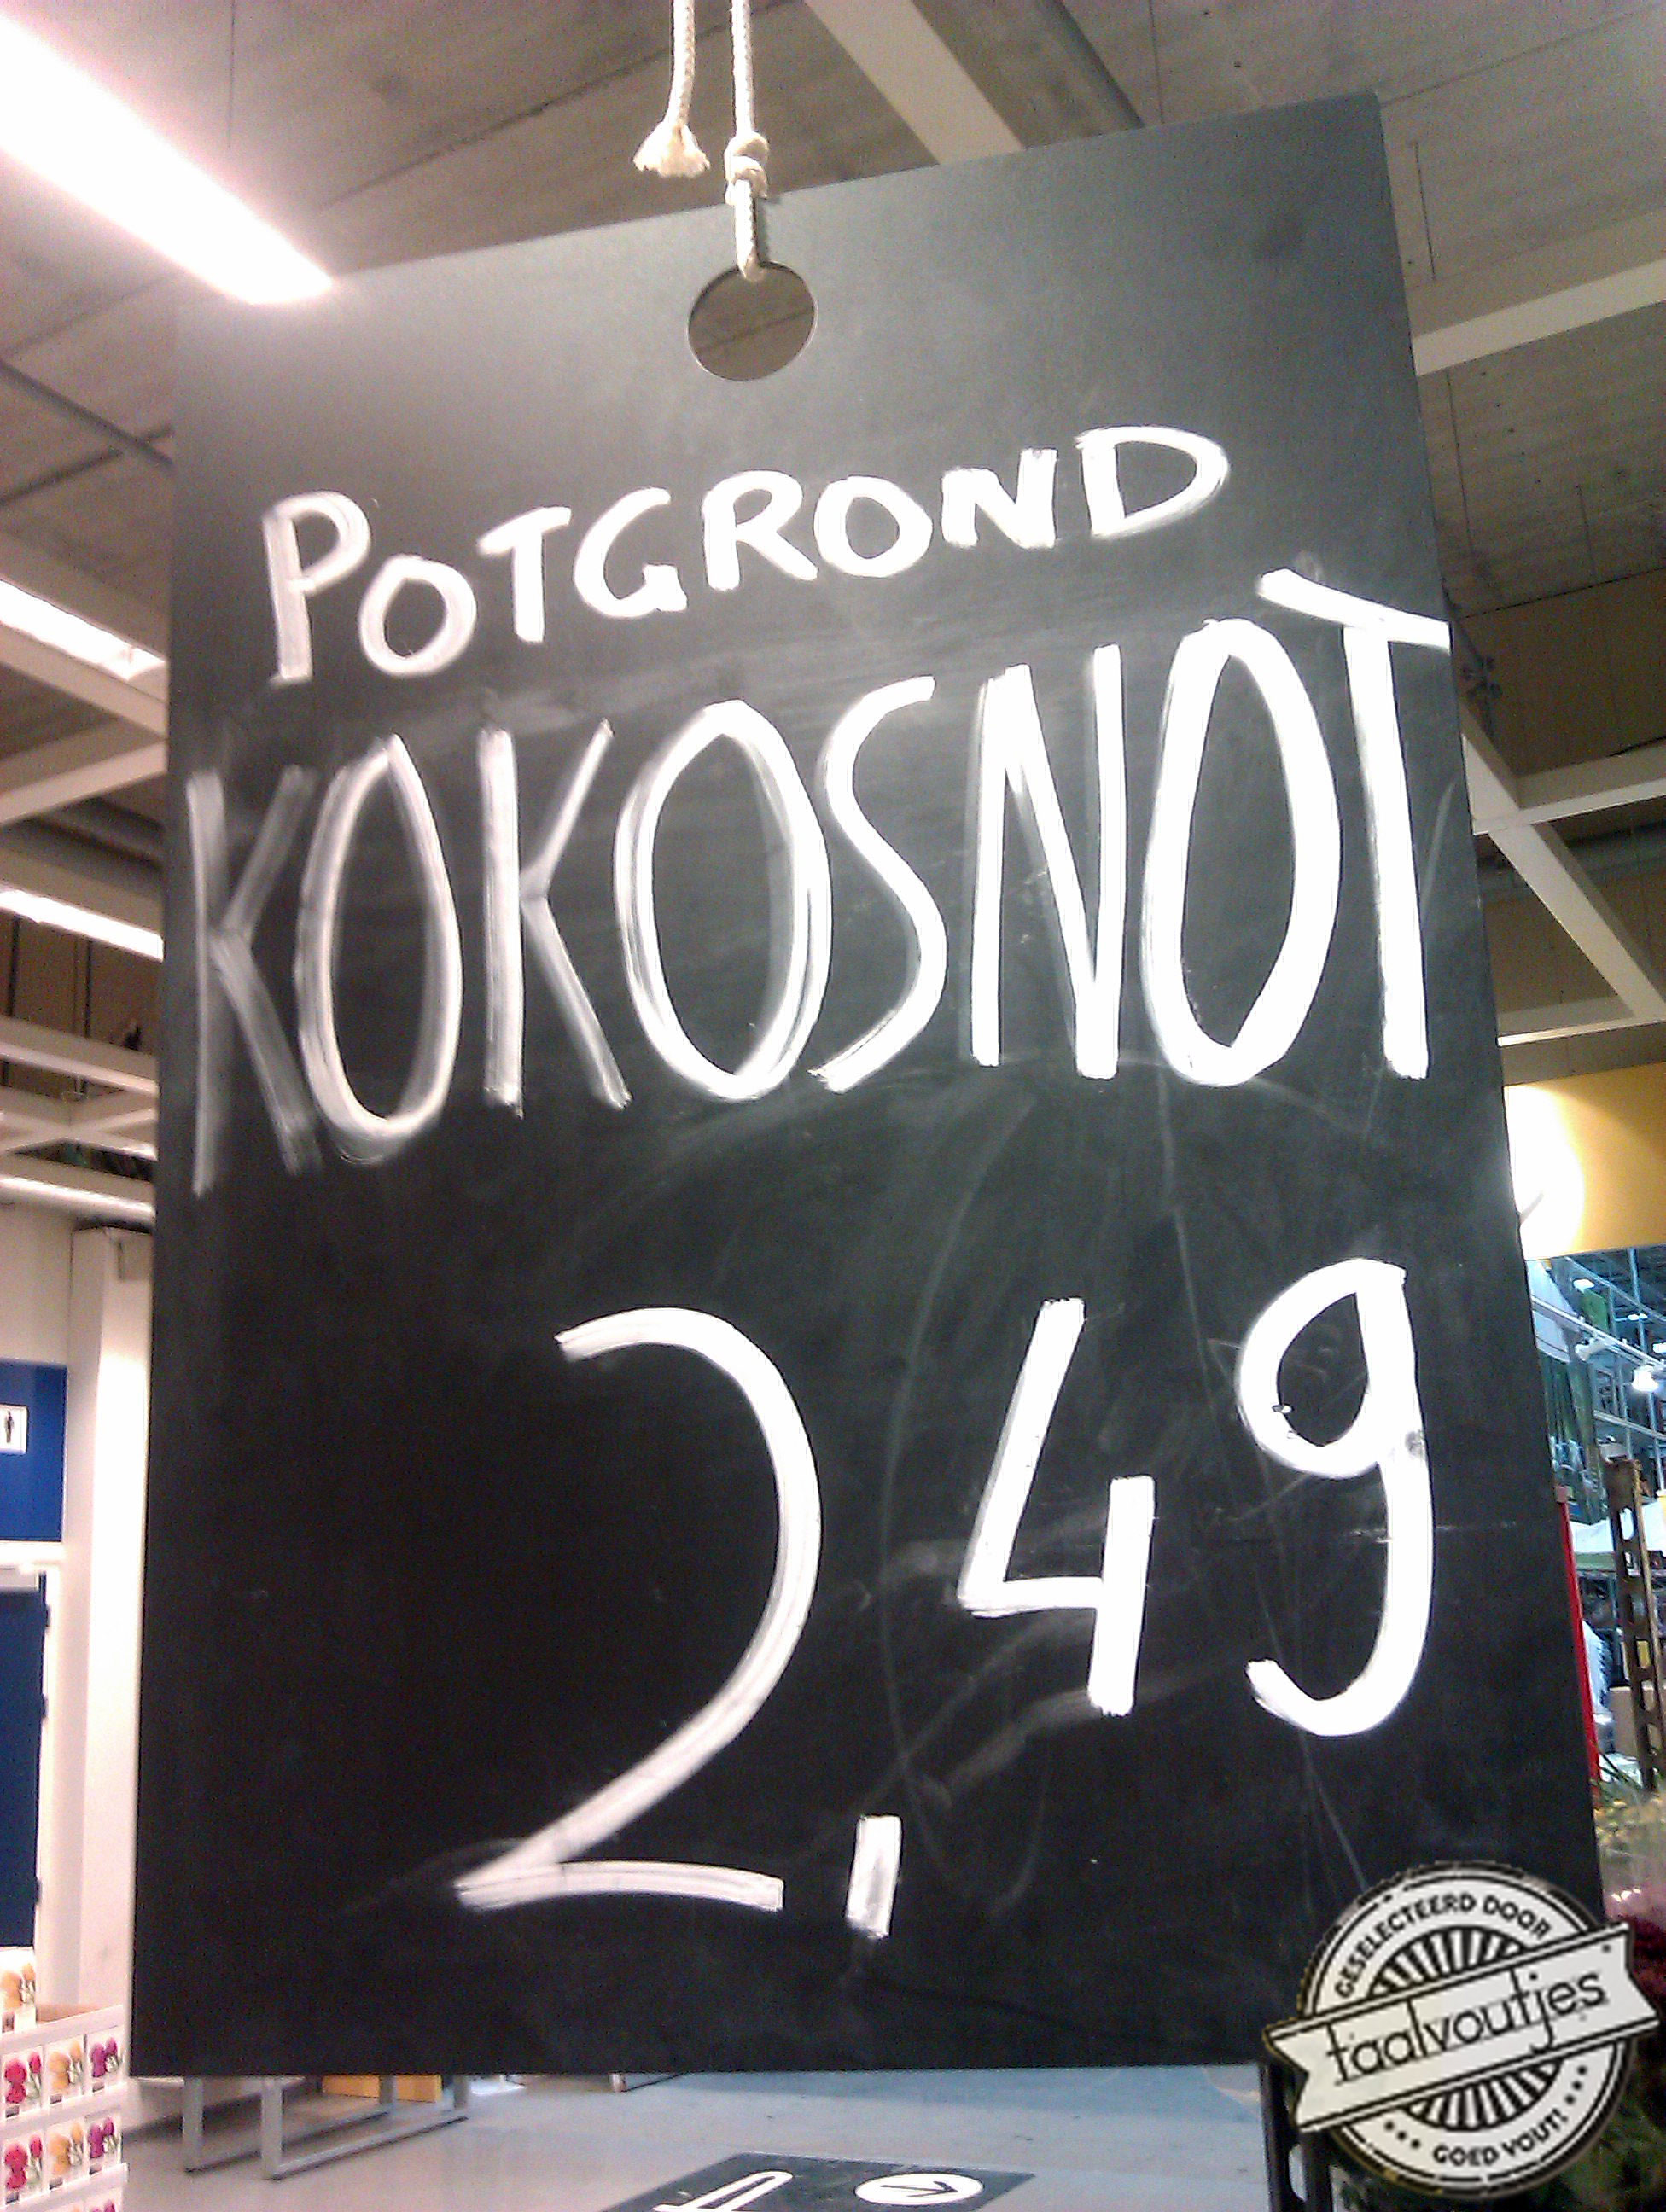 POTGROND
KOKOSNOT
2,49
GESELECTEERD DOOR
taalvoutjes
GOED VOUT!